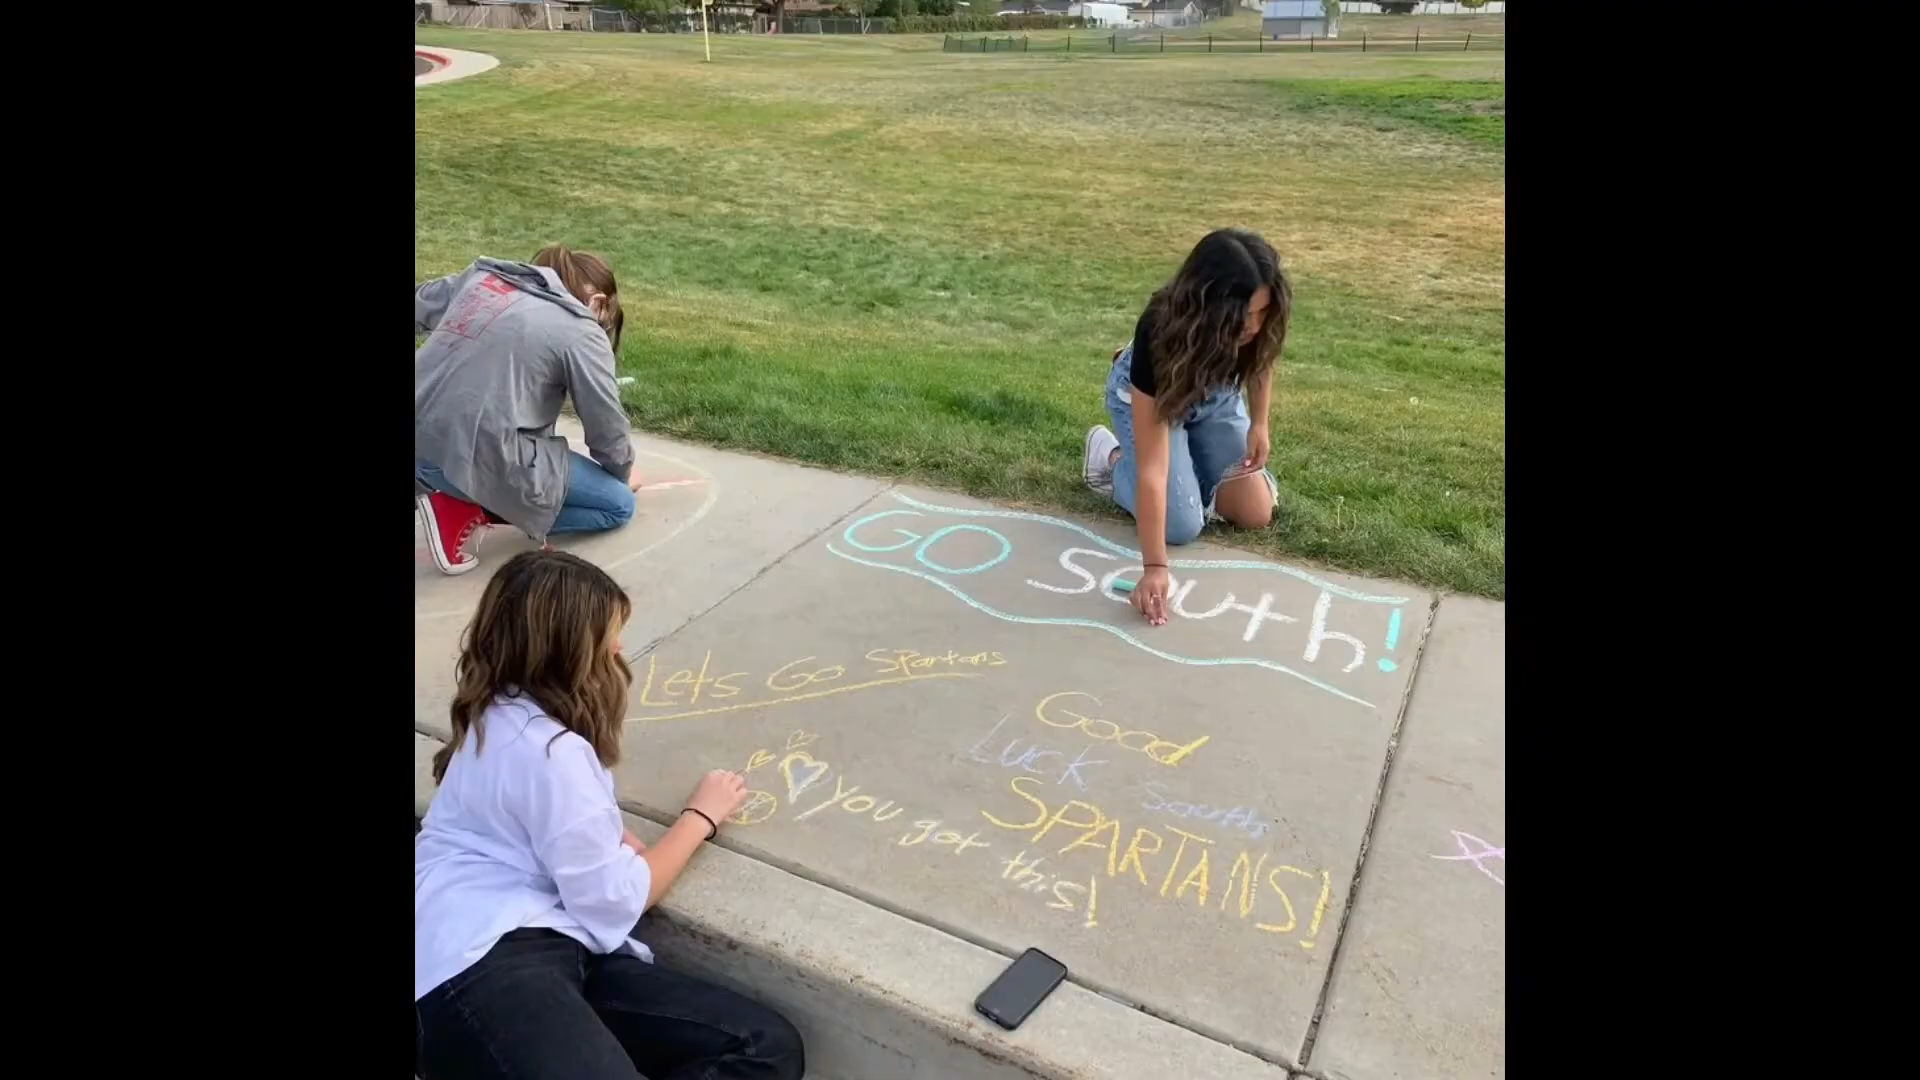 GO South!
Lets Go Spartans
Good
Luck South
SPARTANS!
You got this!